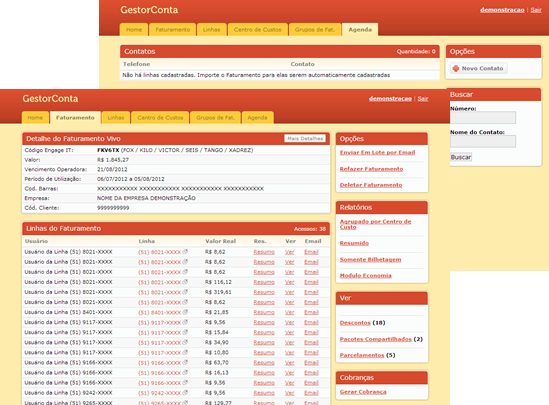 GestorConta
demonstracao | Sair
Home Faturamento Linhas Centro de Custos Grupos de Fat. Agenda
Contatos Quantidade: 0
Telefone Contato
Não há linhas cadastradas. Importe o Faturamento para elas serem automaticamente cadastradas
Opções
Novo Contato
Buscar
Número:
Nome do Contato:
Buscar
GestorConta
demonstracao | Sair
Home Faturamento Linhas Centro de Custos Grupos de Fat. Agenda
Detalhe do Faturamento Vivo Mais Detalhes
Código Engage IT: FKV6TX (FOX / KILO / VICTOR / SEIS / TANGO / XADREZ)
Valor: R$ 1.845,27
Vencimento Operadora: 21/08/2012
Período de Utilização: 06/07/2012 a 05/08/2012
Cod. Barras: XXXXXXXXXXX XXXXXXXXXXX XXXXXXXXXXX XXXXXXXXXXX
Empresa: NOME DA EMPRESA DEMONSTRAÇÃO
Cód. Cliente: 9999999999
Linhas do Faturamento Acessos: 38
Usuário Linha Valor Real Res. Ver Email
Usuário da Linha (51) 8021-XXXX (51) 8021-XXXX R$ 8,62 Resumo Ver Email
Usuário da Linha (51) 8021-XXXX (51) 8021-XXXX R$ 8,62 Resumo Ver Email
Usuário da Linha (51) 8021-XXXX (51) 8021-XXXX R$ 8,62 Resumo Ver Email
Usuário da Linha (51) 8021-XXXX (51) 8021-XXXX R$ 116,12 Resumo Ver Email
Usuário da Linha (51) 8021-XXXX (51) 8021-XXXX R$ 319,61 Resumo Ver Email
Usuário da Linha (51) 8021-XXXX (51) 8021-XXXX R$ 8,62 Resumo Ver Email
Usuário da Linha (51) 8401-XXXX (51) 8401-XXXX R$ 21,85 Resumo Ver Email
Usuário da Linha (51) 9117-XXXX (51) 9117-XXXX R$ 9,56 Resumo Ver Email
Usuário da Linha (51) 9117-XXXX (51) 9117-XXXX R$ 15,84 Resumo Ver Email
Usuário da Linha (51) 9117-XXXX (51) 9117-XXXX R$ 34,90 Resumo Ver Email
Usuário da Linha (51) 9117-XXXX (51) 9117-XXXX R$ 10,80 Resumo Ver Email
Usuário da Linha (51) 9166-XXXX (51) 9166-XXXX R$ 63,70 Resumo Ver Email
Usuário da Linha (51) 9166-XXXX (51) 9166-XXXX R$ 16,13 Resumo Ver Email
Usuário da Linha (51) 9166-XXXX (51) 9166-XXXX R$ 9,56 Resumo Ver Email
Usuário da Linha (51) 9242-XXXX (51) 9242-XXXX R$ 9,56 Resumo Ver Email
Usuário da Linha (51) 9265-XXXX (51) 9265-XXXX R$ 129,77 Resumo Ver Email
Opções
Enviar Em Lote por Email
Refazer Faturamento
Deletar Faturamento
Relatórios
Agrupado por Centro de
Custo
Resumido
Somente Bilhetagem
Modulo Economia
Ver
Descontos (18)
Pacotes Compartilhados (2)
Parcelamentos (5)
Cobranças
Gerar Cobrança